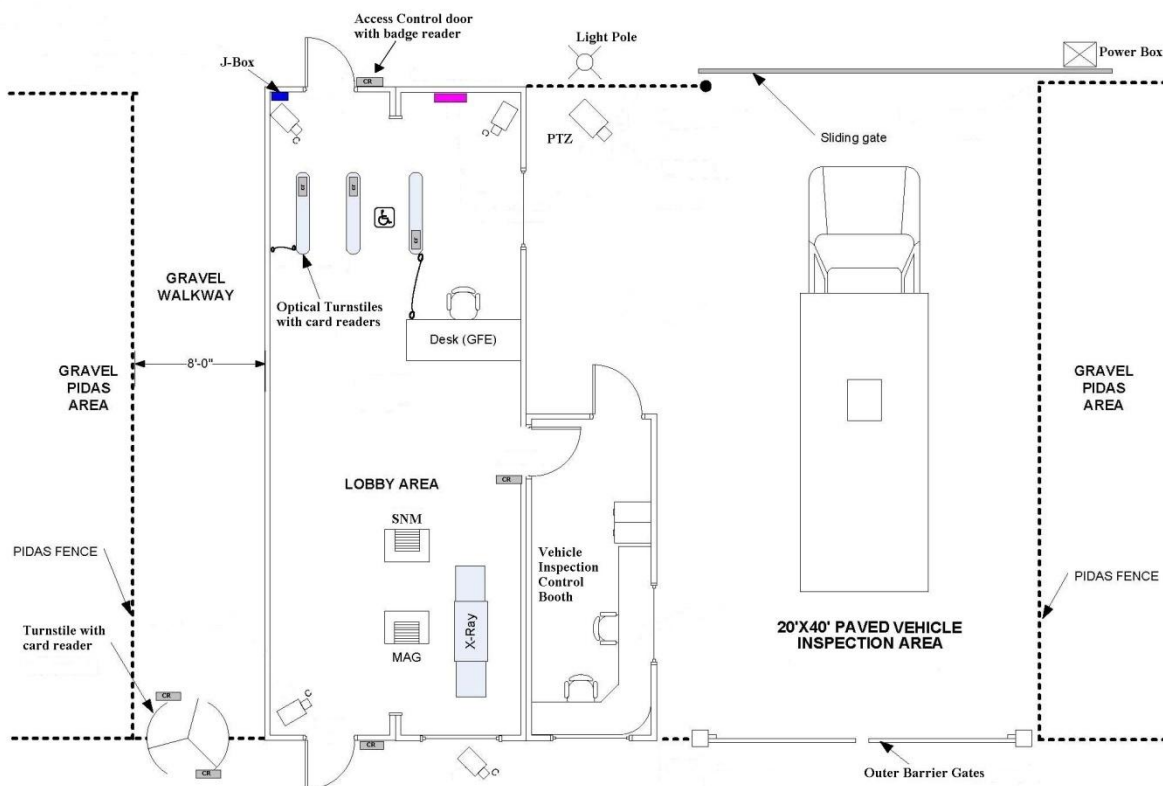 Access Control door
with badge reader
Light Pole
Power Box
J-Box
CR
PTZ
Sliding gate
GRAVEL
WALKWAY
Optical Turnstiles
with card readers
Desk (GFE)
8'-0"
GRAVEL
PIDAS
AREA
GRAVEL
PIDAS
AREA
LOBBY AREA
CR
SNM
Vehicle
Inspection
Control
Booth
PIDAS FENCE
PIDAS FENCE
X-Ray
Turnstile with
card reader
MAG
20'X40' PAVED VEHICLE
INSPECTION AREA
CR
CR
CR
Outer Barrier Gates